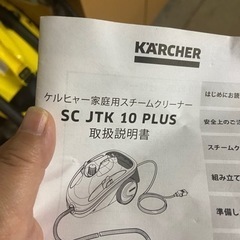 KÄRCHER
ケルヒャー家庭用スチームクリーナー
SC JTK 10 PLUS
取扱説明書
はじめにお読
安全上のご
スチームク
組み立て
準備し